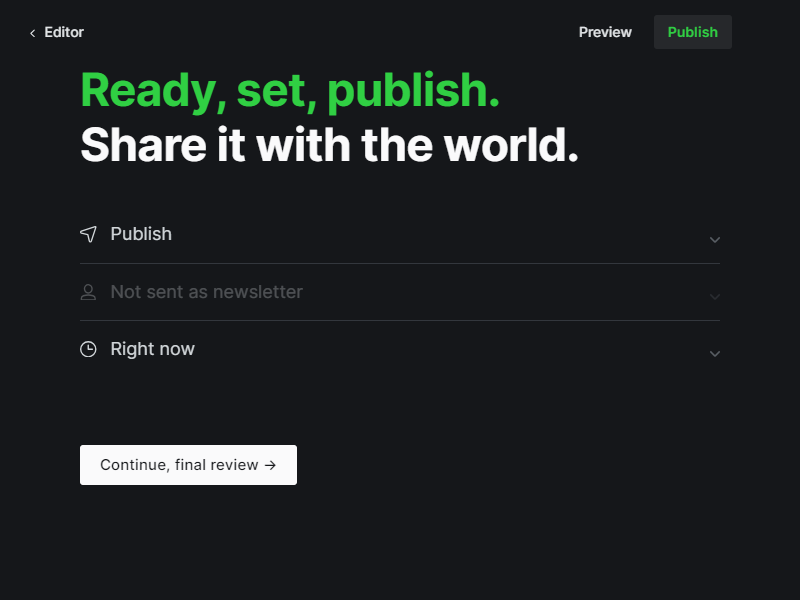 Editor
Preview
Publish
Ready, set, publish.
Share it with the world.
Publish
Not sent as newsletter
Right now
Continue, final review →